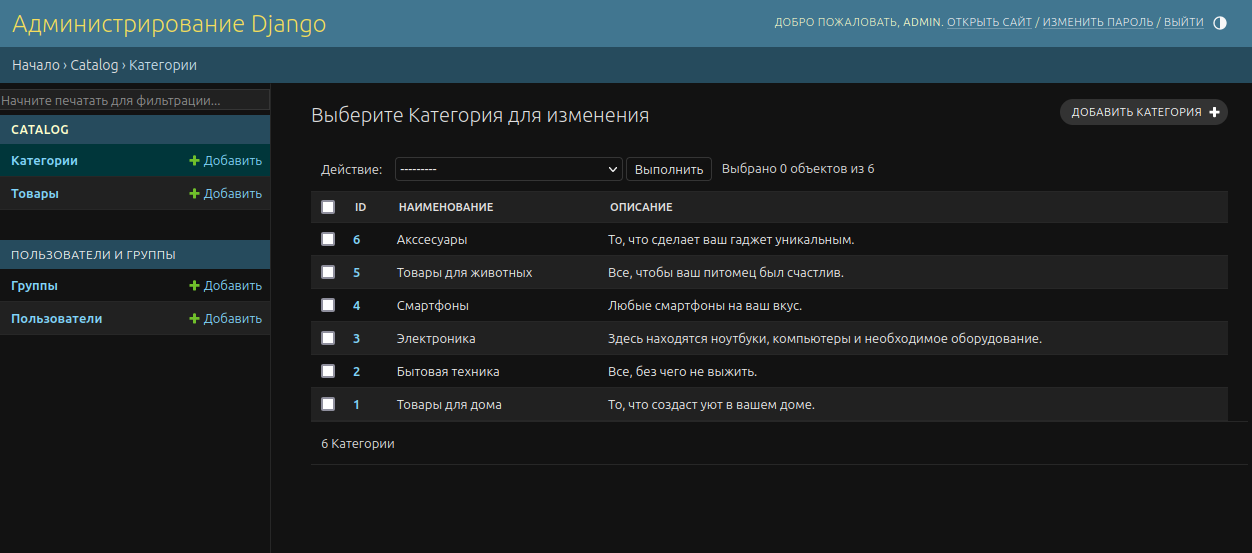 Администрирование Django
ДОБРО ПОЖАЛОВАТЬ, ADMIN. ОТКРЫТЬ САЙТ / ИЗМЕНИТЬ ПАРОЛЬ / ВЫЙТИ
Начало › Catalog › Категории
Начните печатать для фильтрации...
CATALOG
Категории Добавить
Товары Добавить
ПОЛЬЗОВАТЕЛИ И ГРУППЫ
Группы Добавить
Пользователи Добавить
Выберите Категория для изменения
ДОБАВИТЬ КАТЕГОРИЯ
Действие: --------- Выполнить Выбрано 0 объектов из 6
ID НАИМЕНОВАНИЕ ОПИСАНИЕ
6 Акссесуары То, что сделает ваш гаджет уникальным.
5 Товары для животных Все, чтобы ваш питомец был счастлив.
4 Смартфоны Любые смартфоны на ваш вкус.
3 Электроника Здесь находятся ноутбуки, компьютеры и необходимое оборудование.
2 Бытовая техника Все, без чего не выжить.
1 Товары для дома То, что создаст уют в вашем доме.
6 Категории